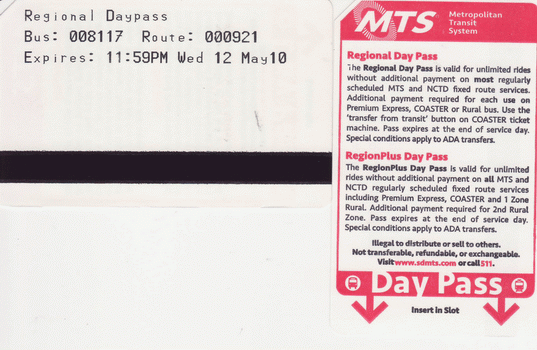 Regional Daypass
Bus: 008117 Route: 000921
Expires: 11:59PM Wed 12 May10
MTS
Metropolitan
Transit
System
Regional Day Pass
The Regional Day Pass is valid for unlimited rides
without additional payment on most regularly
scheduled MTS and NCTD fixed route services.
Additional payment required for each use on
Premium Express, COASTER or Rural bus. Use the
'transfer from transit' button on COASTER ticket
machine. Pass expires at the end of service day.
Special conditions apply to ADA transfers.
RegionPlus Day Pass
The RegionPlus Day Pass is valid for unlimited
rides without additional payment on all MTS and
NCTD regularly scheduled fixed route services
including Premium Express, COASTER and 1 Zone
Rural. Additional payment required for 2nd Rural
Zone. Pass expires at the end of service day.
Special conditions apply to ADA transfers.
Illegal to distribute or sell to others.
Not transferable, refundable, or exchangeable.
Visit www.sdmts.com or call 511.
Day Pass
Insert in Slot